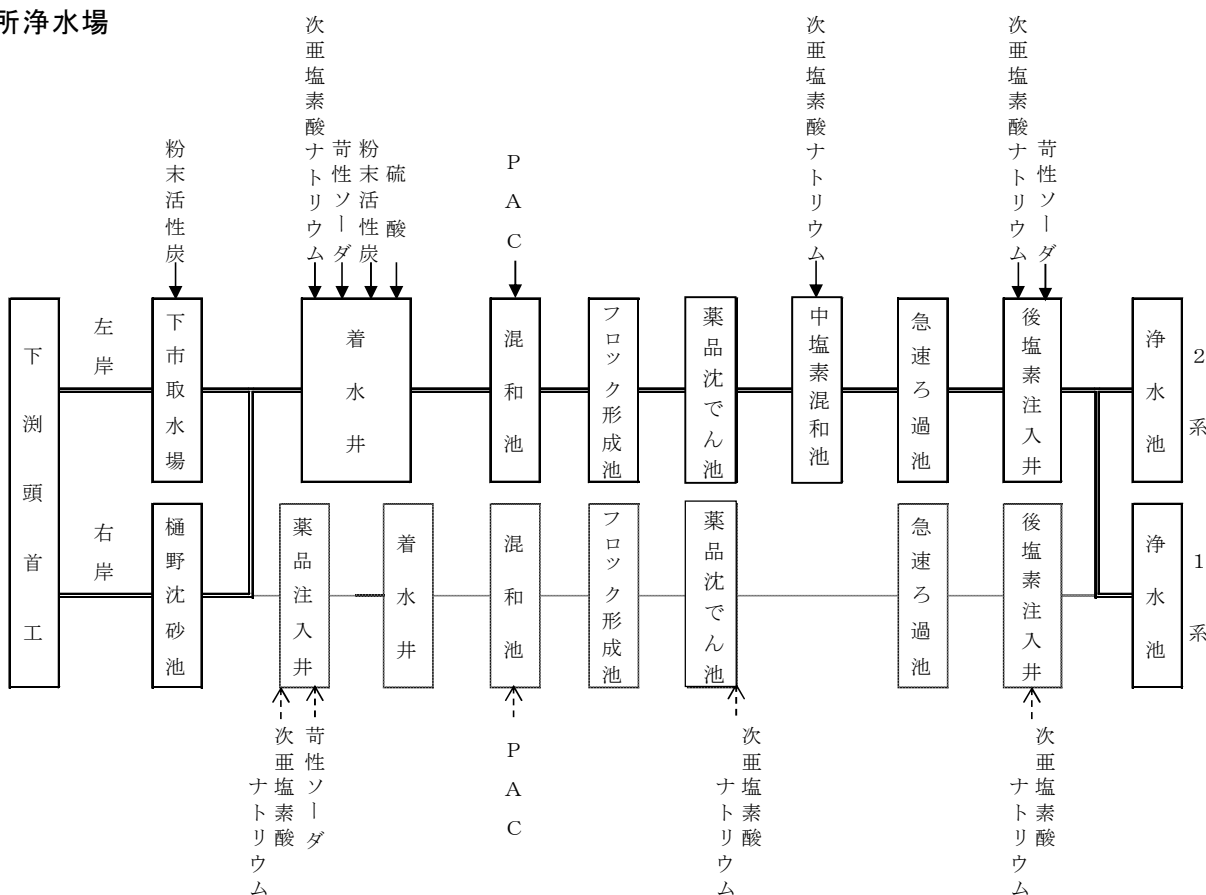 所浄水場
粉末活性炭
次亜塩素酸ナトリウム
苛性ソーダ
粉末活性炭
硫酸
PAC
次亜塩素酸ナトリウム
次亜塩素酸ナトリウム
苛性ソーダ
下渕頭首工
左岸
下市取水場
着水井
混和池
フロック形成池
薬品沈でん池
中塩素混和池
急速ろ過池
後塩素注入井
浄水池
2系
右岸
樋野沈砂池
薬品注入井
着水井
混和池
フロック形成池
薬品沈でん池
急速ろ過池
後塩素注入井
浄水池
1系
次亜塩素酸
ナトリウム
苛性ソーダ
PAC
次亜塩素酸
ナトリウム
次亜塩素酸
ナトリウム